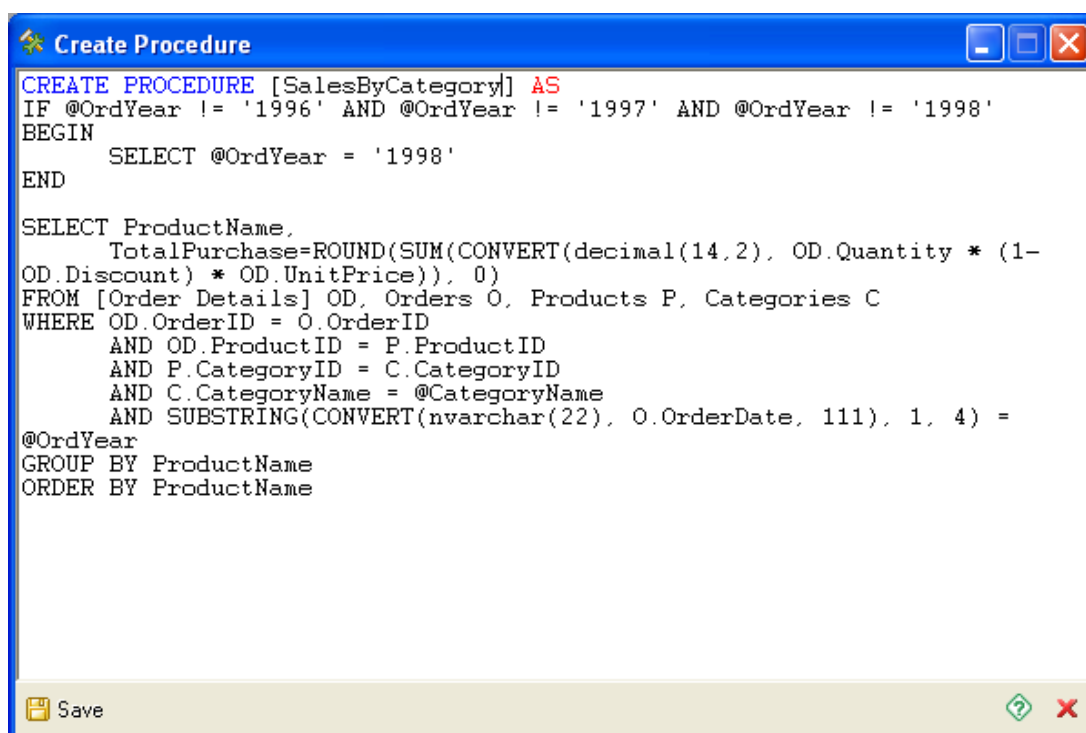 Create Procedure
CREATE PROCEDURE [SalesByCategory] AS
IF @OrdYear != '1996' AND @OrdYear != '1997' AND @OrdYear != '1998'
BEGIN
SELECT @OrdYear = '1998'
END
SELECT ProductName,
TotalPurchase=ROUND(SUM(CONVERT(decimal(14,2), OD.Quantity * (1-
OD.Discount) * OD.UnitPrice)), 0)
FROM [Order Details] OD, Orders O, Products P, Categories C
WHERE OD.OrderID = O.OrderID
AND OD.ProductID = P.ProductID
AND P.CategoryID = C.CategoryID
AND C.CategoryName = @CategoryName
AND SUBSTRING(CONVERT(nvarchar(22), O.OrderDate, 111), 1, 4) =
@OrdYear
GROUP BY ProductName
ORDER BY ProductName
Save